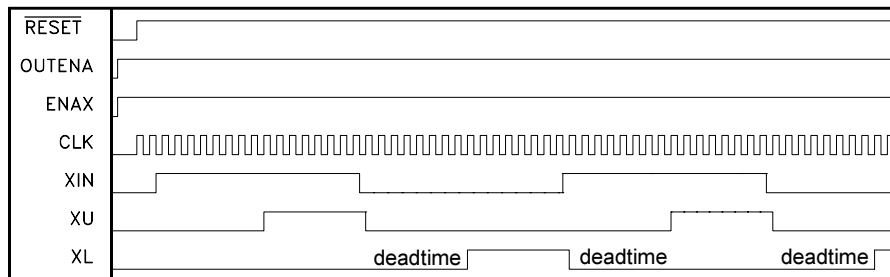 RESET
OUTENA
ENAX
CLK
XIN
XU
XL deadtime deadtime deadtime